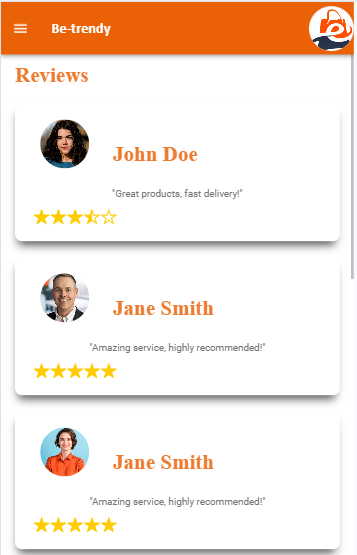 Be-trendy
Reviews
John Doe
"Great products, fast delivery!"
Jane Smith
"Amazing service, highly recommended!"
Jane Smith
"Amazing service, highly recommended!"